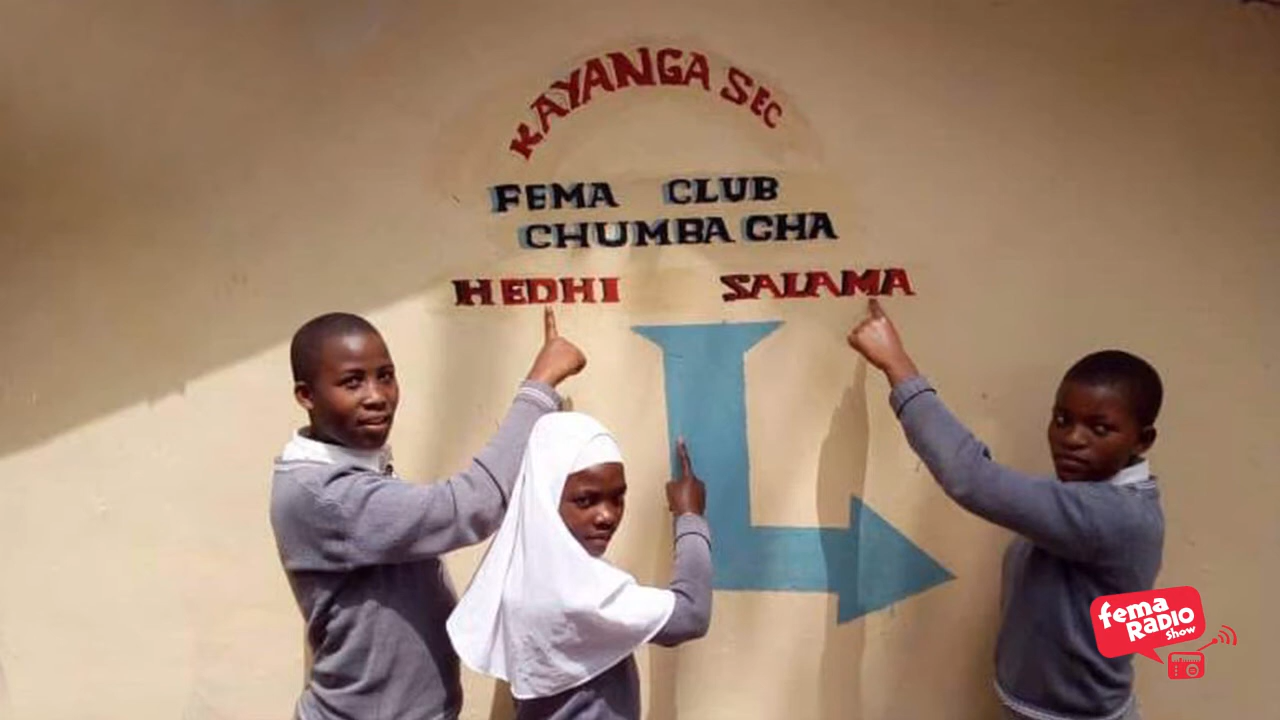 KAYANGA SEC
FEMA CLUB
CHUMBA CHA
HEDHI SALAMA
fema
RADIO
Show